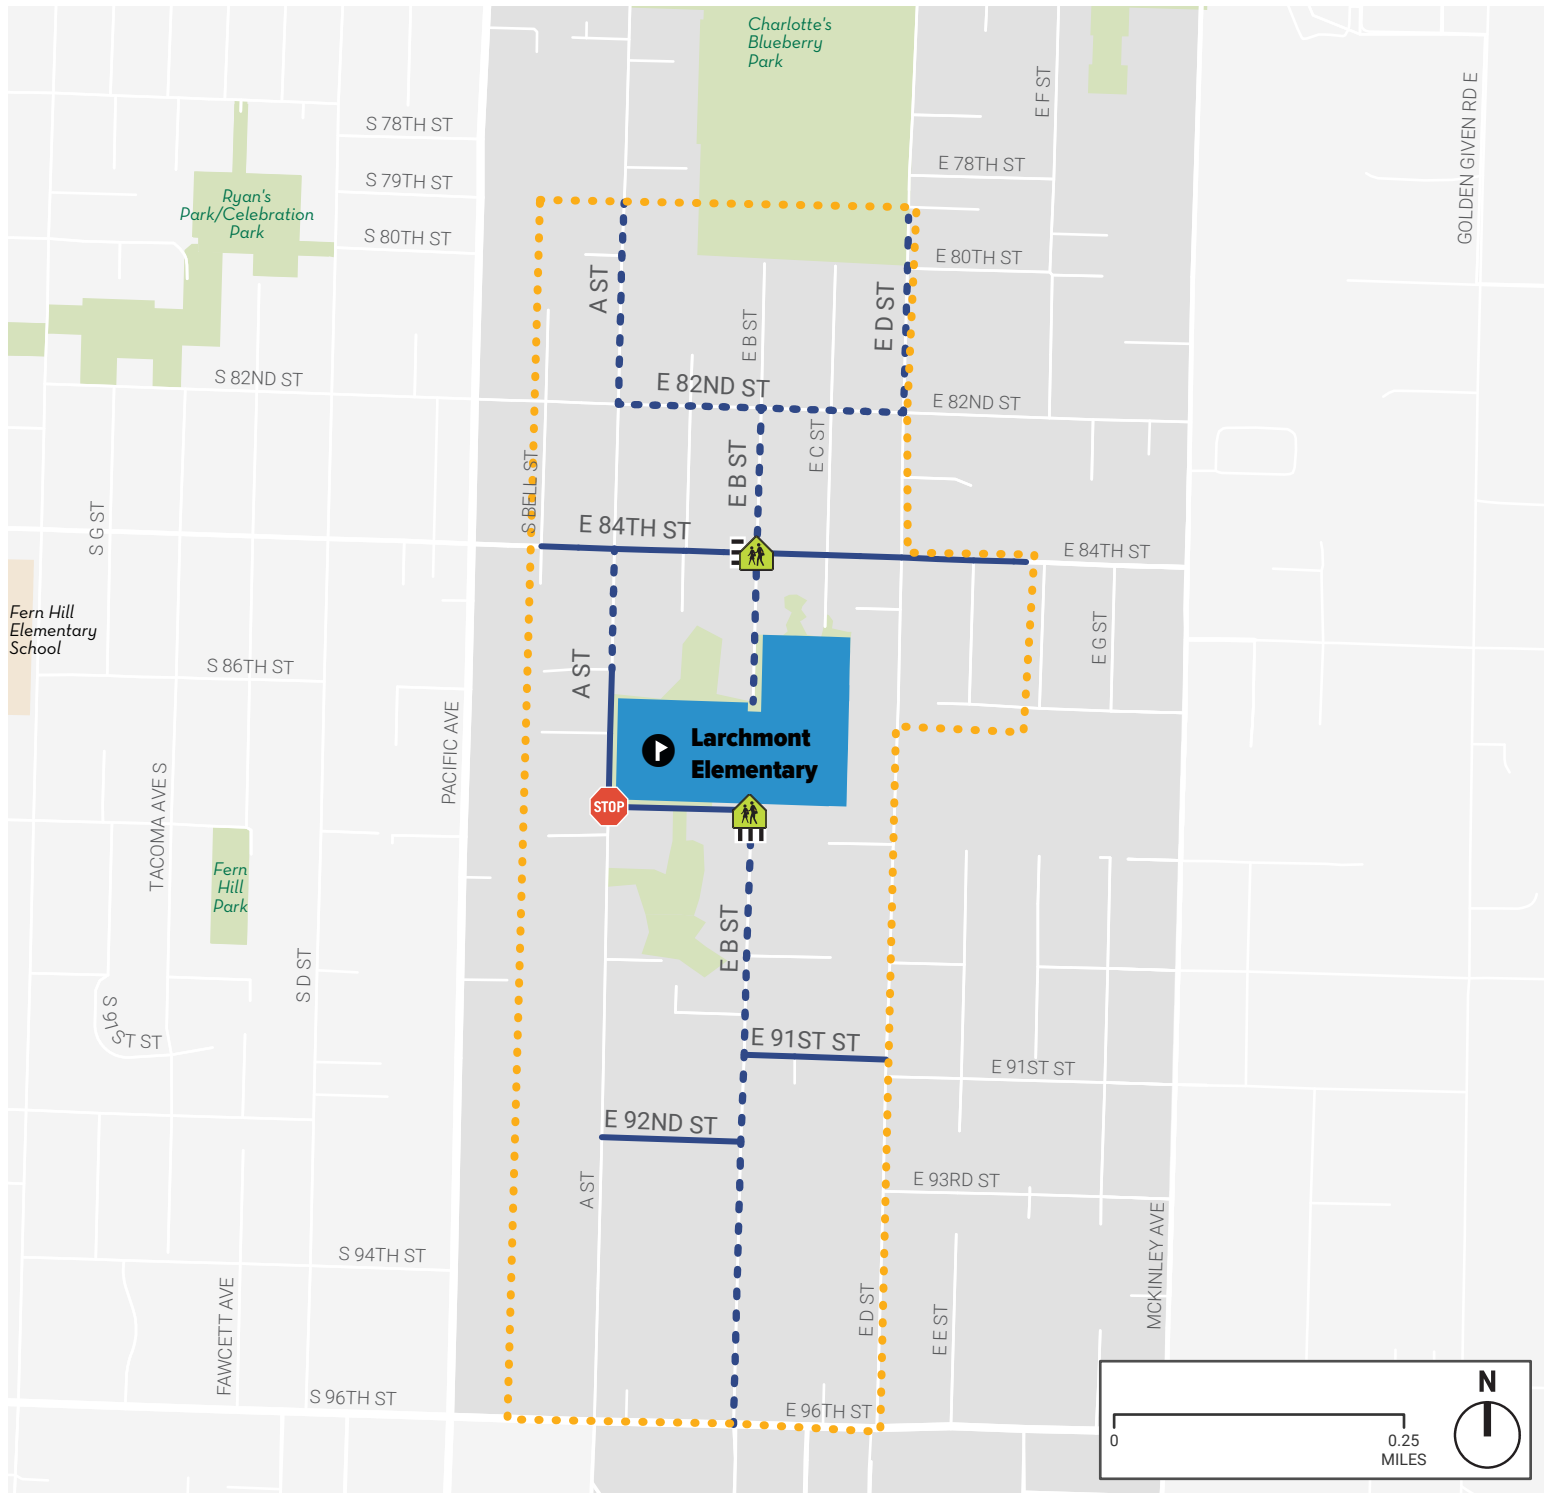 Charlotte's
Blueberry
Park
E F ST
GOLDEN GIVEN RD E
S 78TH ST
E 78TH ST
S 79TH ST
Ryan's
Park/Celebration
Park
S 80TH ST
E 80TH ST
A ST
E D ST
E B ST
S 82ND ST
E 82ND ST
E 82ND ST
E B ST
E C ST
S BELL ST
S G ST
E 84TH ST
E 84TH ST
Fern Hill
Elementary
School
E G ST
S 86TH ST
A ST
PACIFIC AVE
Larchmont
Elementary
STOP
TACOMA AVE S
Fern
Hill
Park
E B ST
S D ST
S 91ST ST
E 91ST ST
E 91ST ST
E 92ND ST
A ST
E 93RD ST
MCKINLEY AVE
S 94TH ST
FAWCETT AVE
E D ST
E E ST
S 96TH ST
E 96TH ST
N
0
0.25
MILES